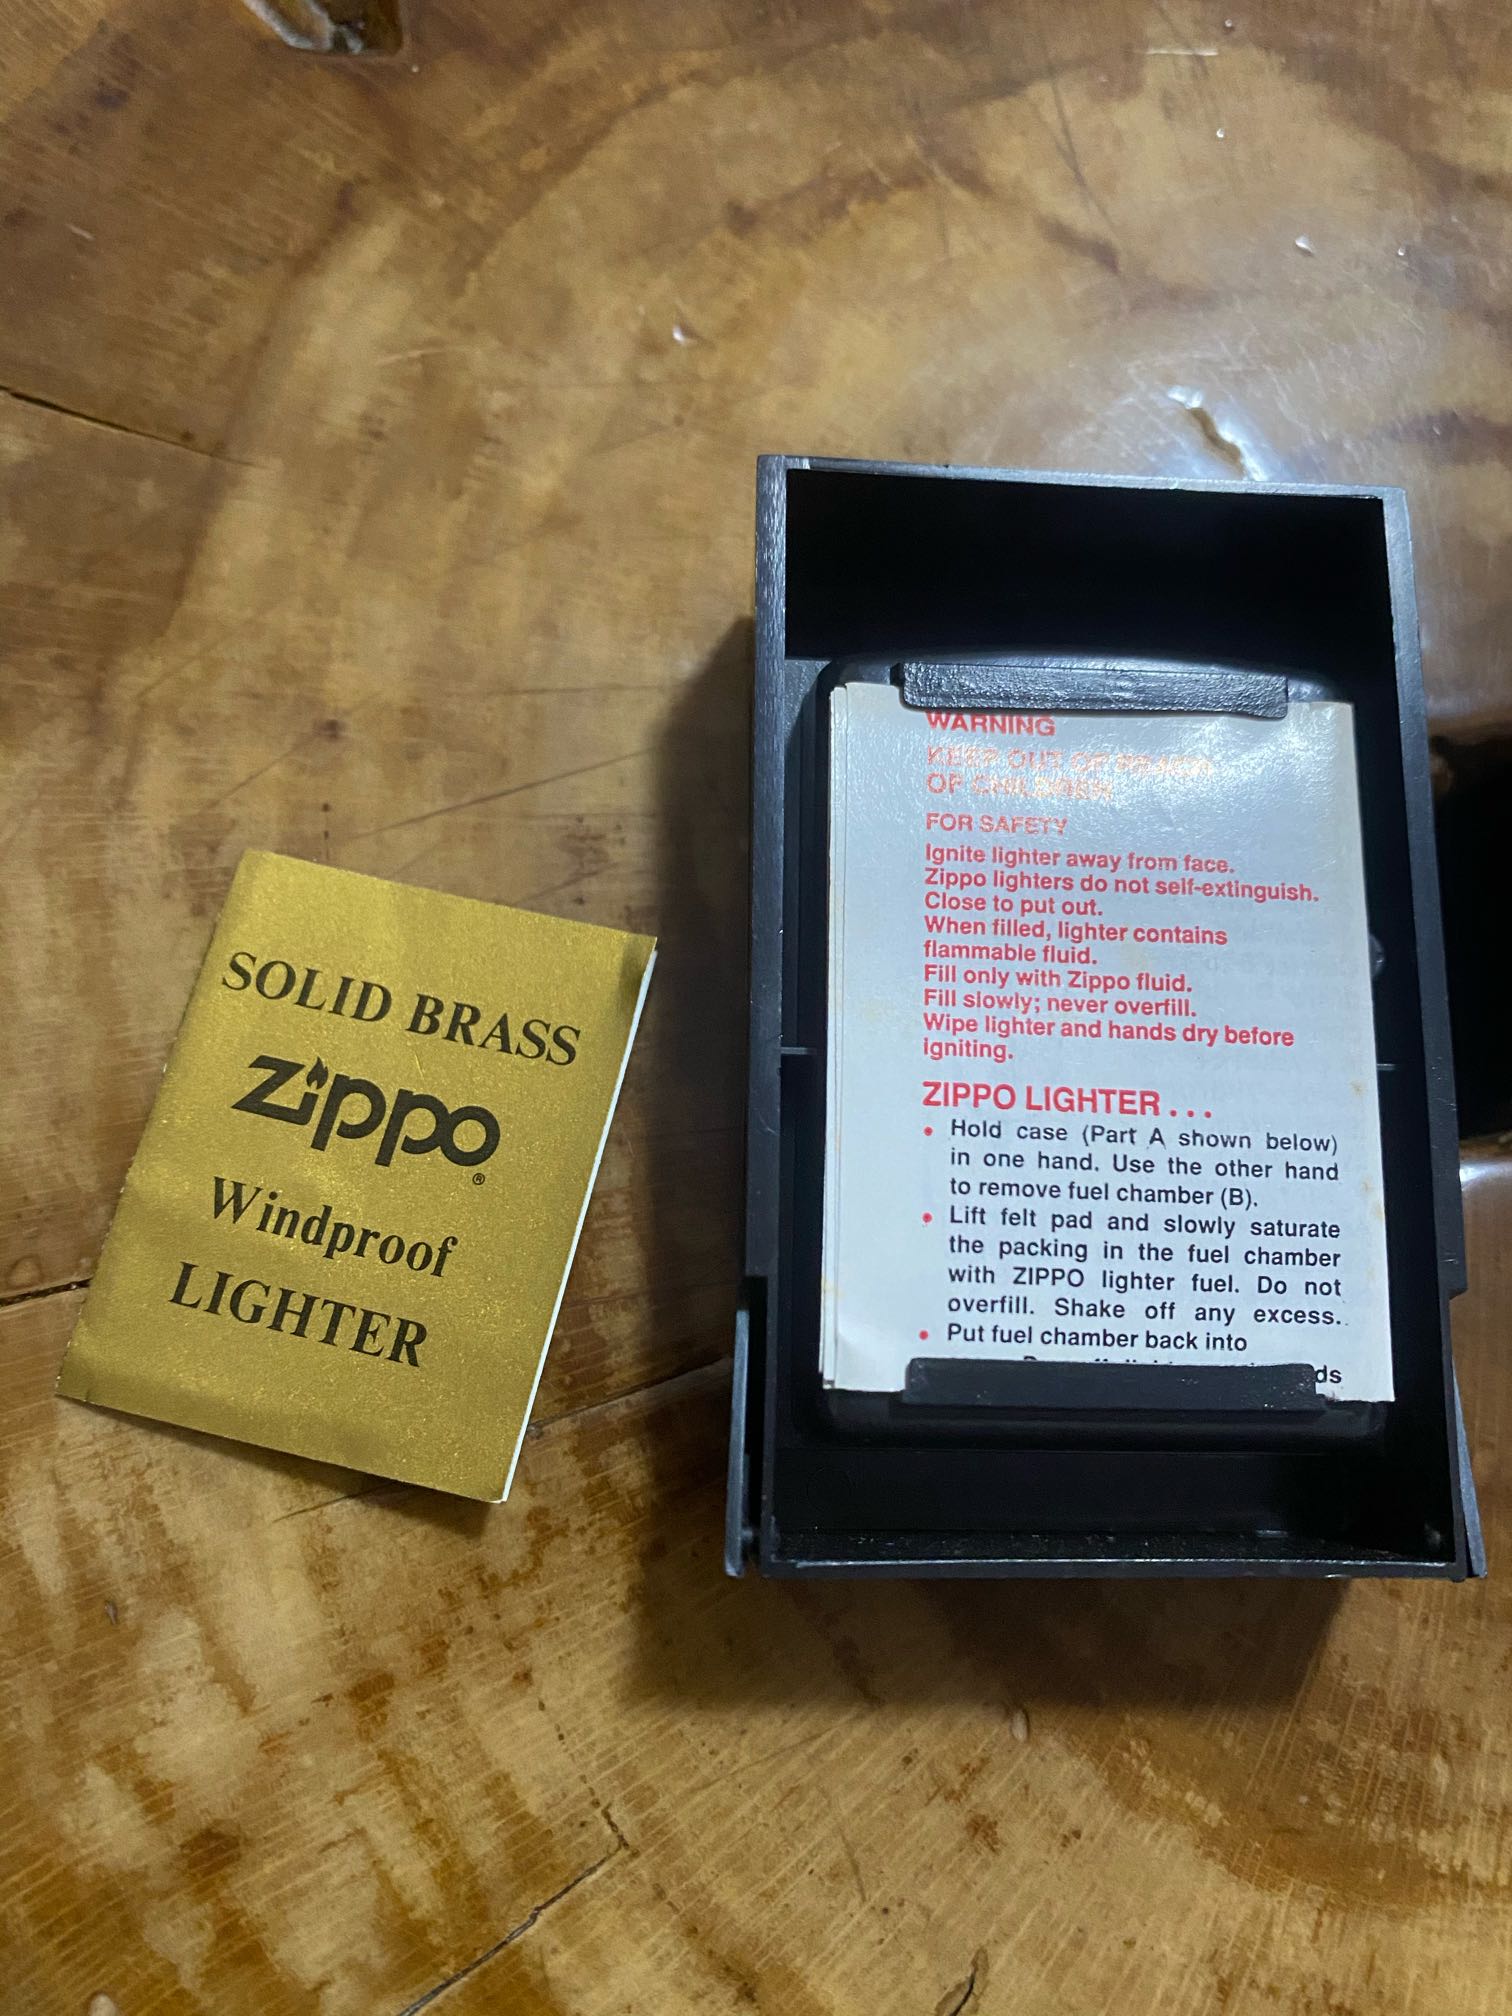 SOLID BRASS
zippo
®
Windproof
LIGHTER
WARNING
KEEP OUT OF REACH
OF CHILDREN
FOR SAFETY
Ignite lighter away from face.
Zippo lighters do not self-extinguish.
Close to put out.
When filled, lighter contains
flammable fluid.
Fill only with Zippo fluid.
Fill slowly; never overfill.
Wipe lighter and hands dry before
igniting.
ZIPPO LIGHTER . . .
• Hold case (Part A shown below)
in one hand. Use the other hand
to remove fuel chamber (B).
• Lift felt pad and slowly saturate
the packing in the fuel chamber
with ZIPPO lighter fuel. Do not
overfill. Shake off any excess.
• Put fuel chamber back into